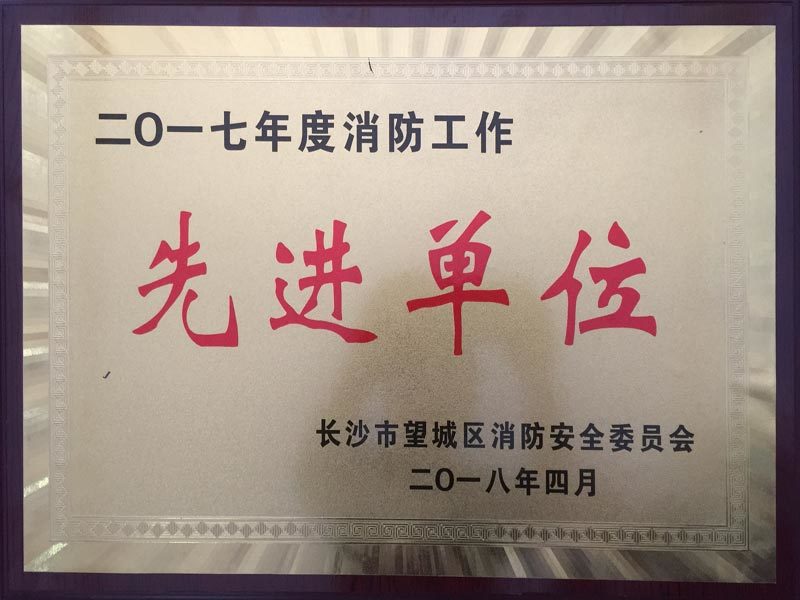 二〇一七年度消防工作
先进单位
长沙市望城区消防安全委员会
二〇一八年四月